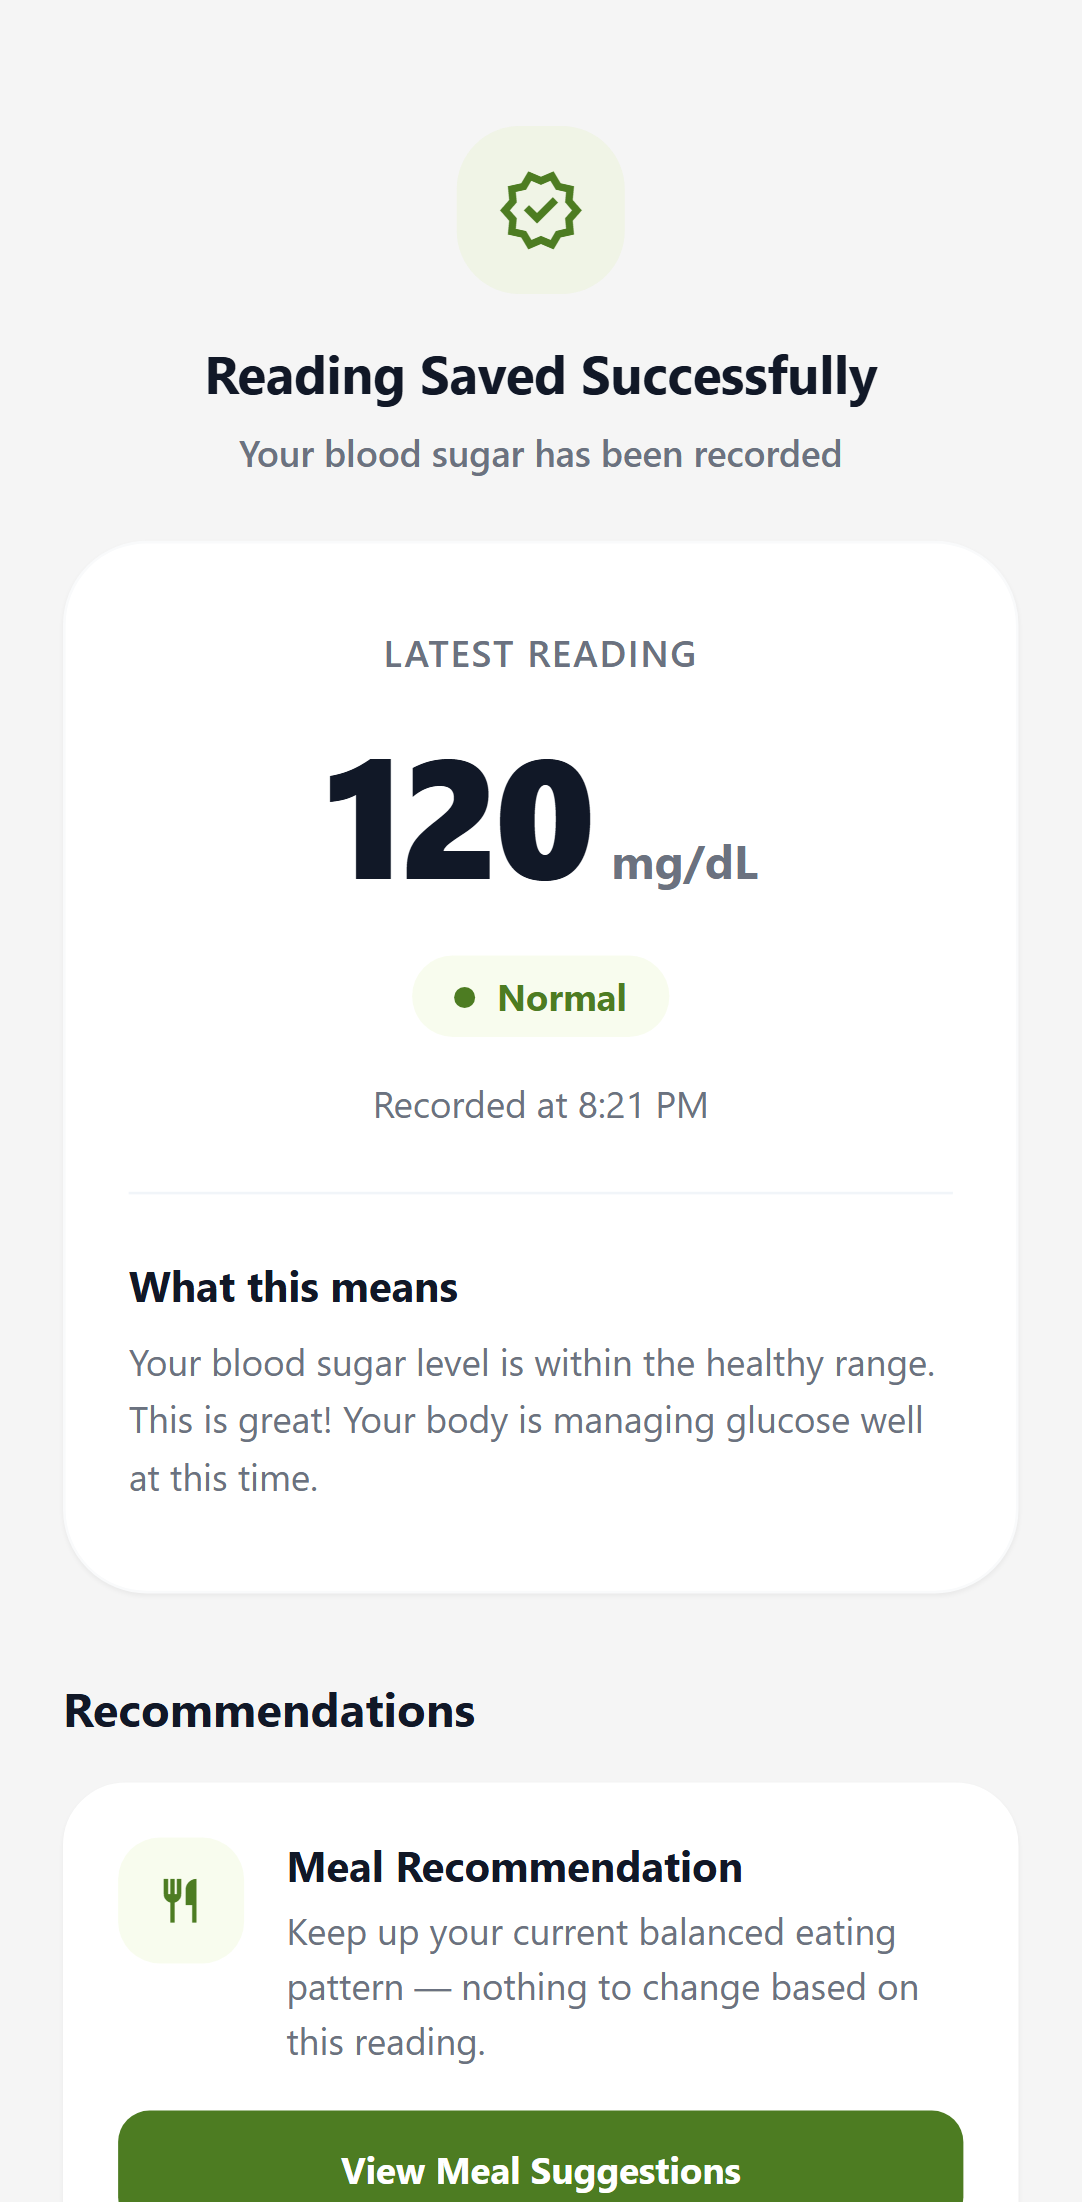 Reading Saved Successfully
Your blood sugar has been recorded
LATEST READING
120 mg/dL
Normal
Recorded at 8:21 PM
What this means
Your blood sugar level is within the healthy range.
This is great! Your body is managing glucose well
at this time.
Recommendations
Meal Recommendation
Keep up your current balanced eating
pattern — nothing to change based on
this reading.
View Meal Suggestions